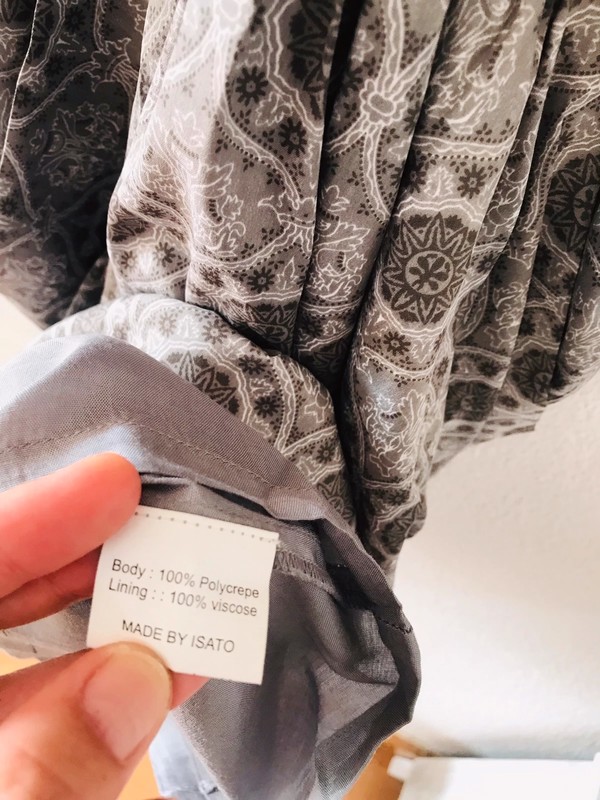 Body : 100% Polycrepe
Lining : : 100% viscose
MADE BY ISATO